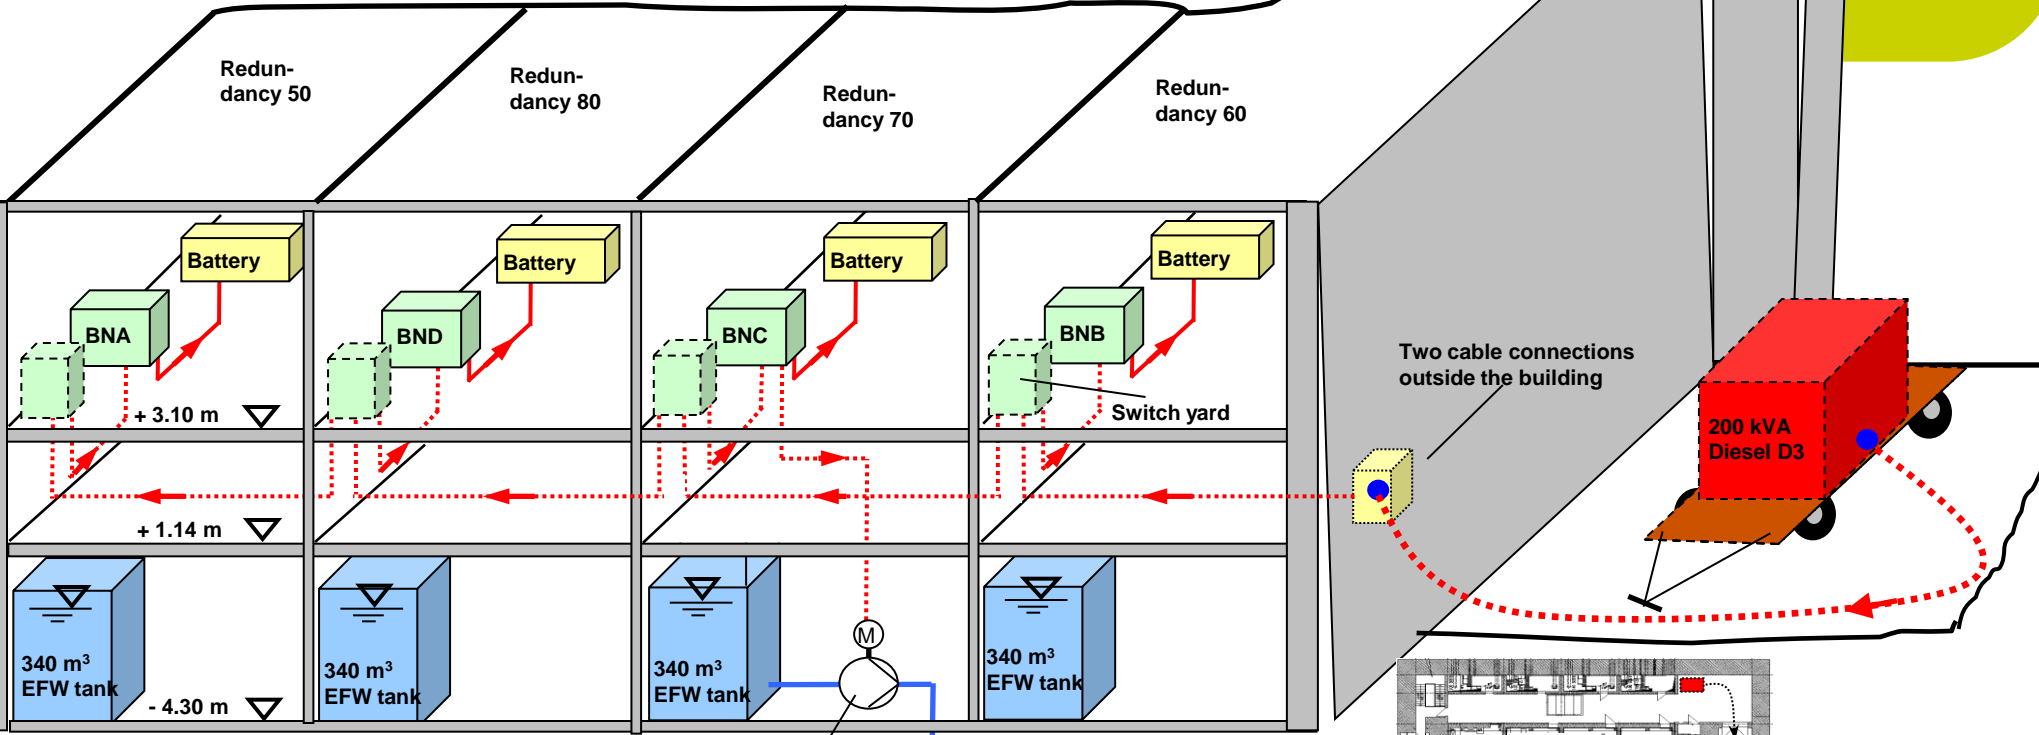 Redun-
dancy 50
Redun-
dancy 80
Redun-
dancy 70
Redun-
dancy 60
Battery
Battery
Battery
Battery
BNA
BND
BNC
BNB
Switch yard
+ 3.10 m
+ 1.14 m
Two cable connections
outside the building
200 kVA
Diesel D3
340 m³
EFW tank
340 m³
EFW tank
340 m³
EFW tank
340 m³
EFW tank
M
- 4.30 m